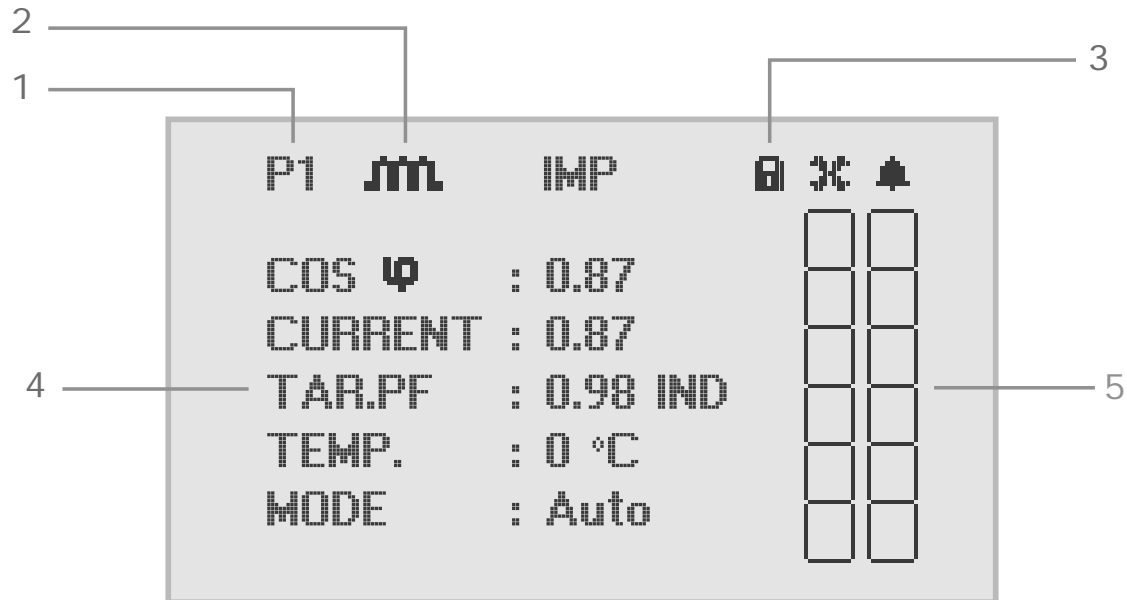 2
3
1
P1 IMP
COS φ : 0.87
CURRENT : 0.87
4 TAR.PF : 0.98 IND 5
TEMP. : 0 °C
MODE : Auto